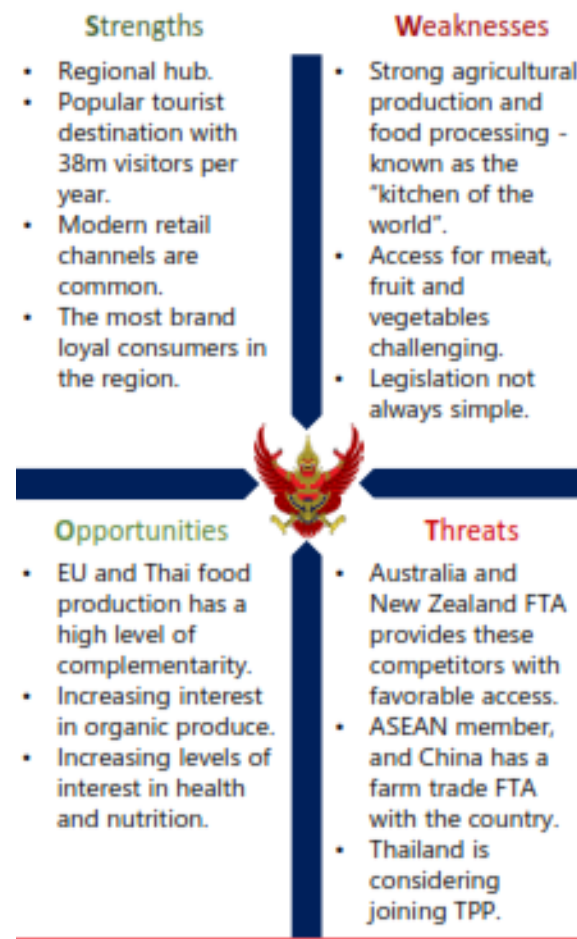 Strengths
• Regional hub.
• Popular tourist
destination with
38m visitors per
year.
• Modern retail
channels are
common.
• The most brand
loyal consumers in
the region.
Weaknesses
• Strong agricultural
production and
food processing -
known as the
“kitchen of the
world”.
• Access for meat,
fruit and
vegetables
challenging.
• Legislation not
always simple.
Opportunities
• EU and Thai food
production has a
high level of
complementarity.
• Increasing interest
in organic produce.
• Increasing levels of
interest in health
and nutrition.
Threats
• Australia and
New Zealand FTA
provides these
competitors with
favorable access.
• ASEAN member,
and China has a
farm trade FTA
with the country.
• Thailand is
considering
joining TPP.